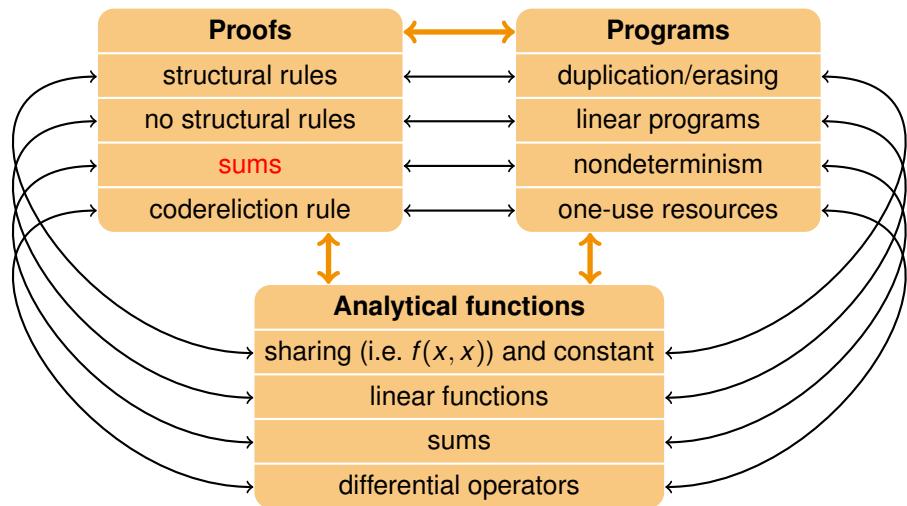 Proofs
structural rules
no structural rules
sums
codereliction rule
Programs
duplication/erasing
linear programs
nondeterminism
one-use resources
Analytical functions
sharing (i.e. f(x, x)) and constant
linear functions
sums
differential operators